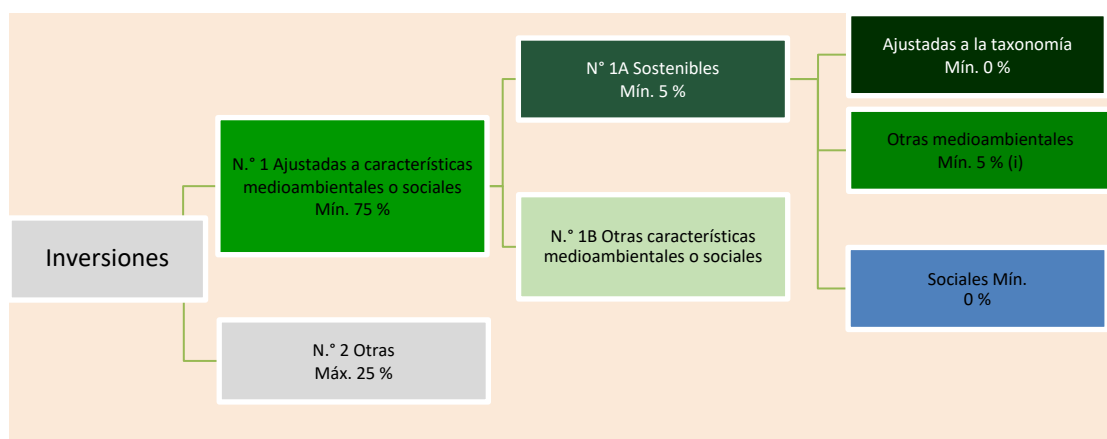 Inversiones
N.° 1 Ajustadas a características
medioambientales o sociales
Mín. 75 %
N.° 2 Otras
Máx. 25 %
N° 1A Sostenibles
Mín. 5 %
N.° 1B Otras características
medioambientales o sociales
Ajustadas a la taxonomía
Mín. 0 %
Otras medioambientales
Mín. 5 % (i)
Sociales Mín.
0 %